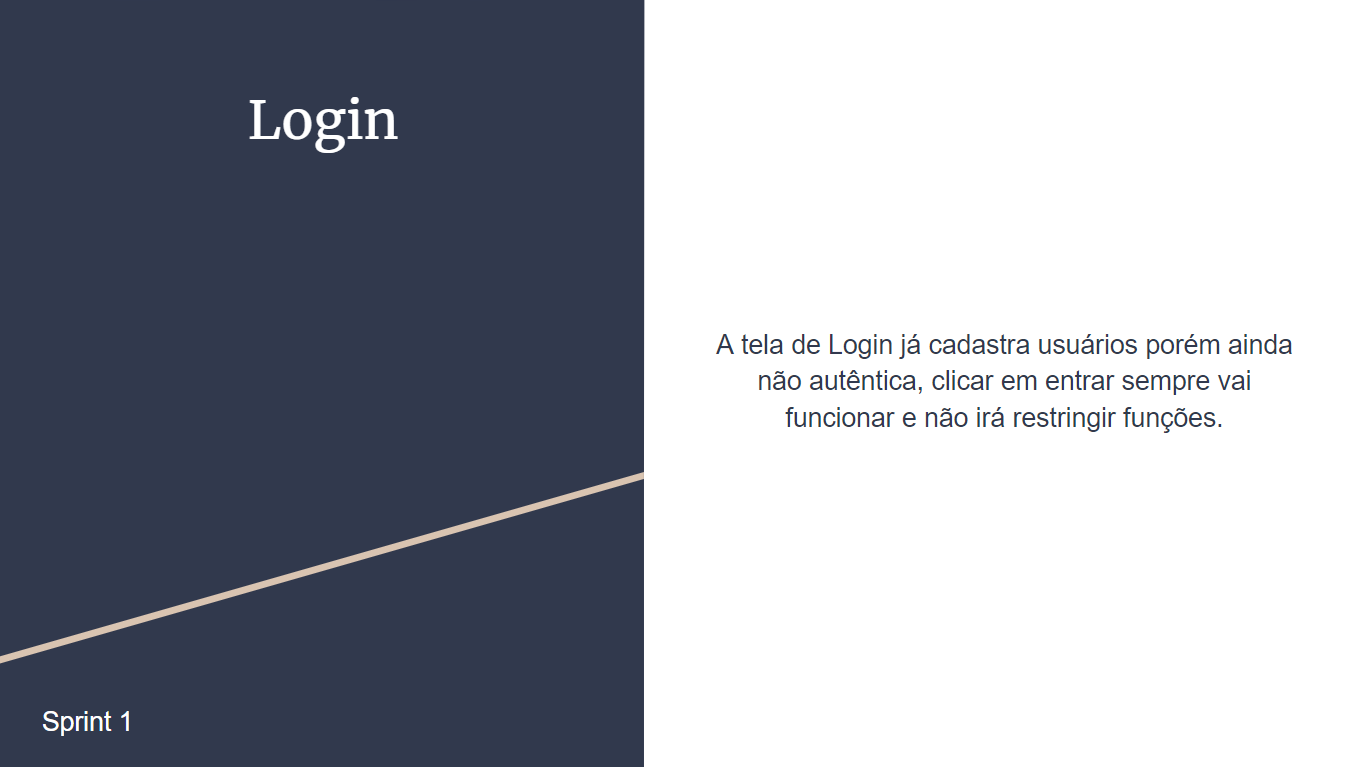 Login
A tela de Login já cadastra usuários porém ainda
não autêntica, clicar em entrar sempre vai
funcionar e não irá restringir funções.
Sprint 1